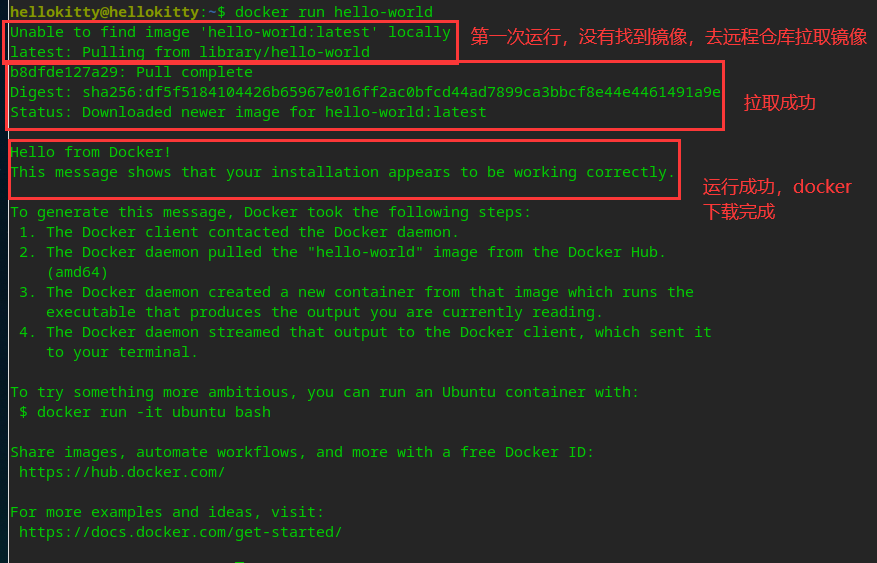 hellokitty@hellokitty:~$ docker run hello-world
Unable to find image 'hello-world:latest' locally
latest: Pulling from library/hello-world
第一次运行，没有找到镜像，去远程仓库拉取镜像
b8dfde127a29: Pull complete
Digest: sha256:df5f5184104426b65967e016ff2ac0bfcd44ad7899ca3bbcf8e44e4461491a9e
Status: Downloaded newer image for hello-world:latest
拉取成功
Hello from Docker!
This message shows that your installation appears to be working correctly.
运行成功，docker
下载完成
To generate this message, Docker took the following steps:
1. The Docker client contacted the Docker daemon.
2. The Docker daemon pulled the "hello-world" image from the Docker Hub.
(amd64)
3. The Docker daemon created a new container from that image which runs the
executable that produces the output you are currently reading.
4. The Docker daemon streamed that output to the Docker client, which sent it
to your terminal.
To try something more ambitious, you can run an Ubuntu container with:
$ docker run -it ubuntu bash
Share images, automate workflows, and more with a free Docker ID:
https://hub.docker.com/
For more examples and ideas, visit:
https://docs.docker.com/get-started/